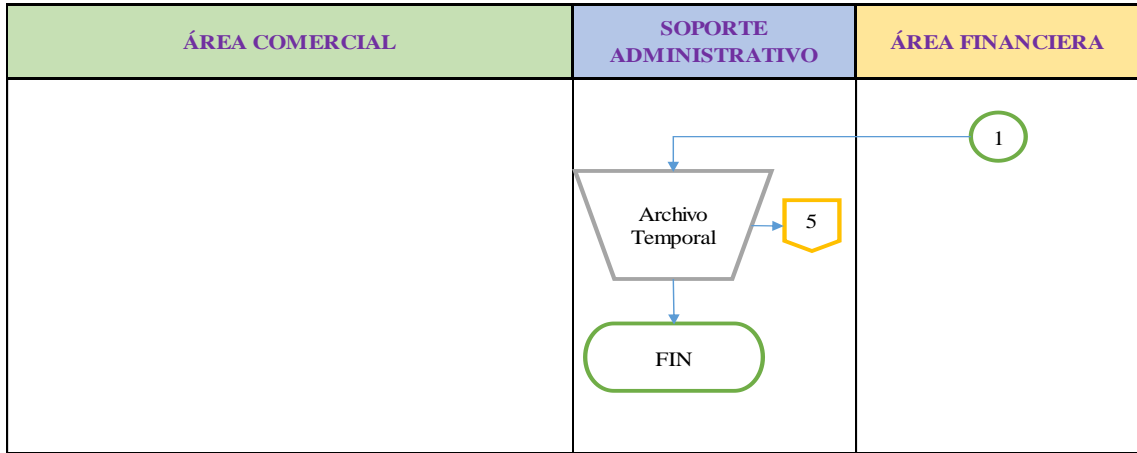 ÁREA COMERCIAL
SOPORTE
ADMINISTRATIVO
ÁREA FINANCIERA
1
Archivo
Temporal
5
FIN